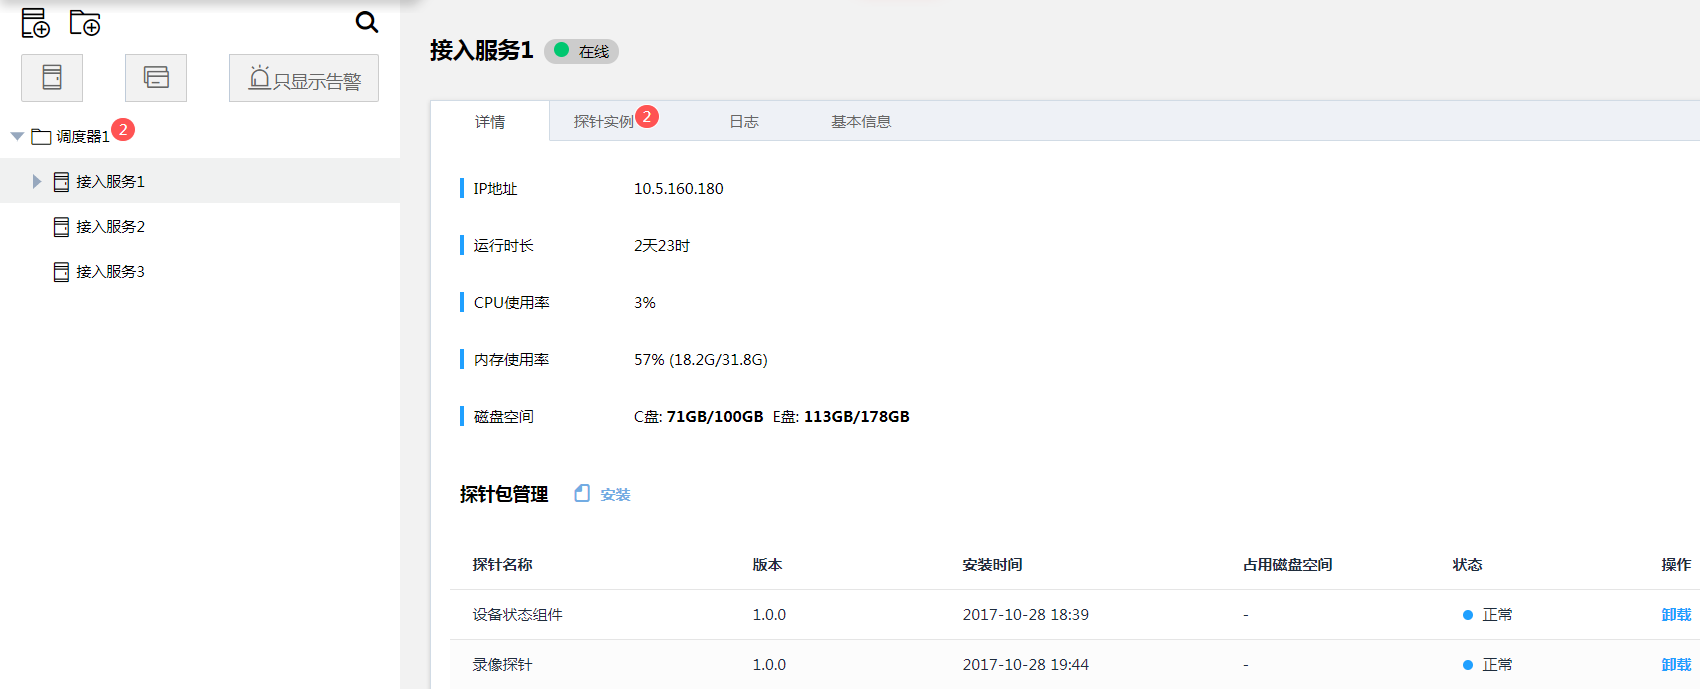 只显示告警
调度器1 2
接入服务1
接入服务2
接入服务3
接入服务1 在线
详情 探针实例 2 日志 基本信息
IP地址 10.5.160.180
运行时长 2天23时
CPU使用率 3%
内存使用率 57% (18.2G/31.8G)
磁盘空间 C盘: 71GB/100GB E盘: 113GB/178GB
探针包管理 安装
探针名称 版本 安装时间 占用磁盘空间 状态 操作
设备状态组件 1.0.0 2017-10-28 18:39 - 正常 卸载
录像探针 1.0.0 2017-10-28 19:44 - 正常 卸载